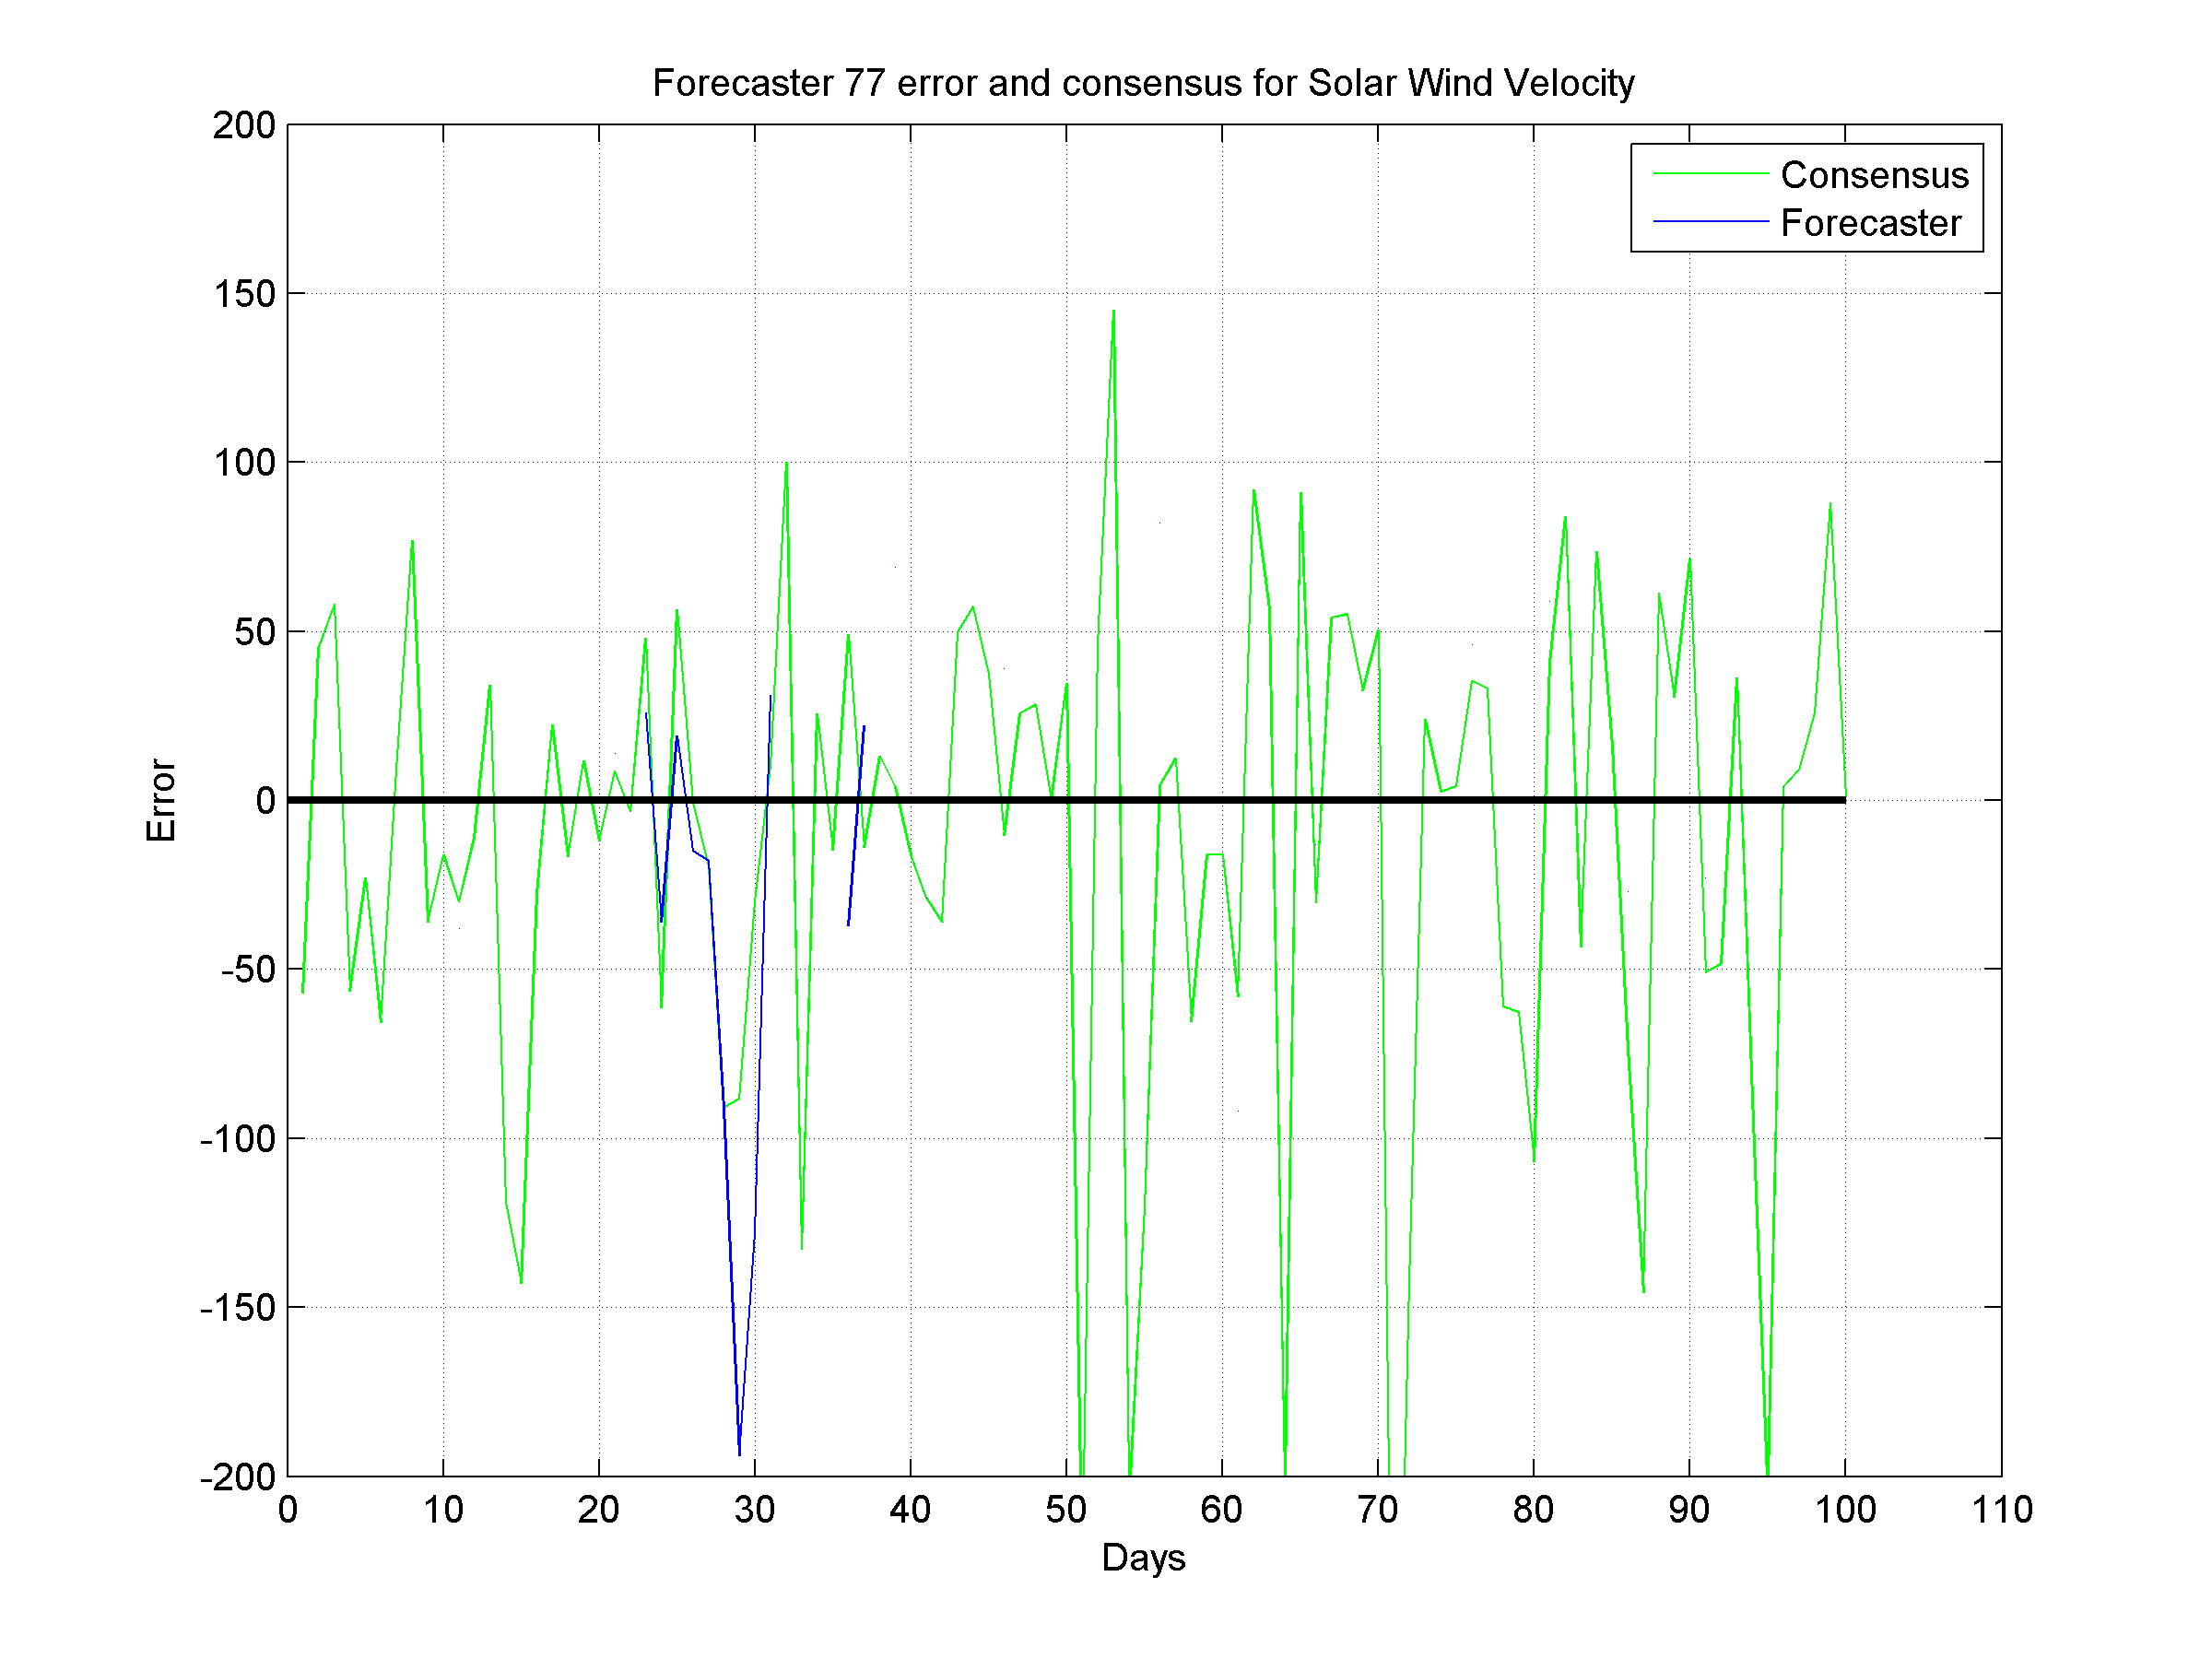 Forecaster 77 error and consensus for Solar Wind Velocity
200
150
100
50
0
-50
-100
-150
-200
Error
Consensus
Forecaster
0 10 20 30 40 50 60 70 80 90 100 110
Days